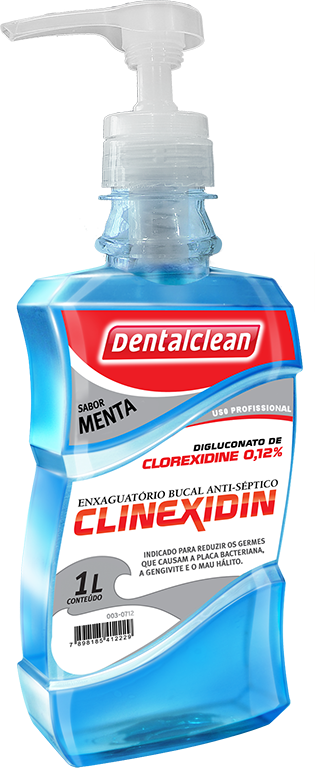 Dentalclean
SABOR
MENTA
USO PROFISSIONAL
DIGLUCONATO DE
CLOREXIDINE 0,12%
ENXAGUATÓRIO BUCAL ANTI-SÉPTICO
CLINEXIDIN
INDICADO PARA REDUZIR OS GERMES
QUE CAUSAM A PLACA BACTERIANA,
A GENGIVITE E O MAU HÁLITO.
1L
CONTEÚDO
003-0712
7 898185 412229